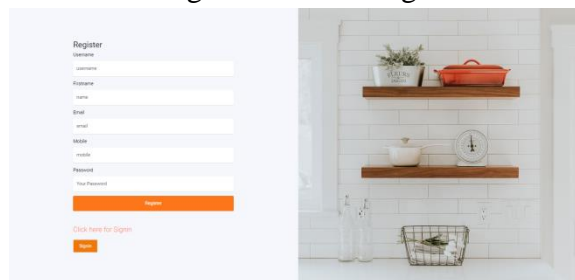 Register
Username
username
Firstname
name
Email
email
Mobile
mobile
Password
Your Password
Register
Click here for Signin
Signin